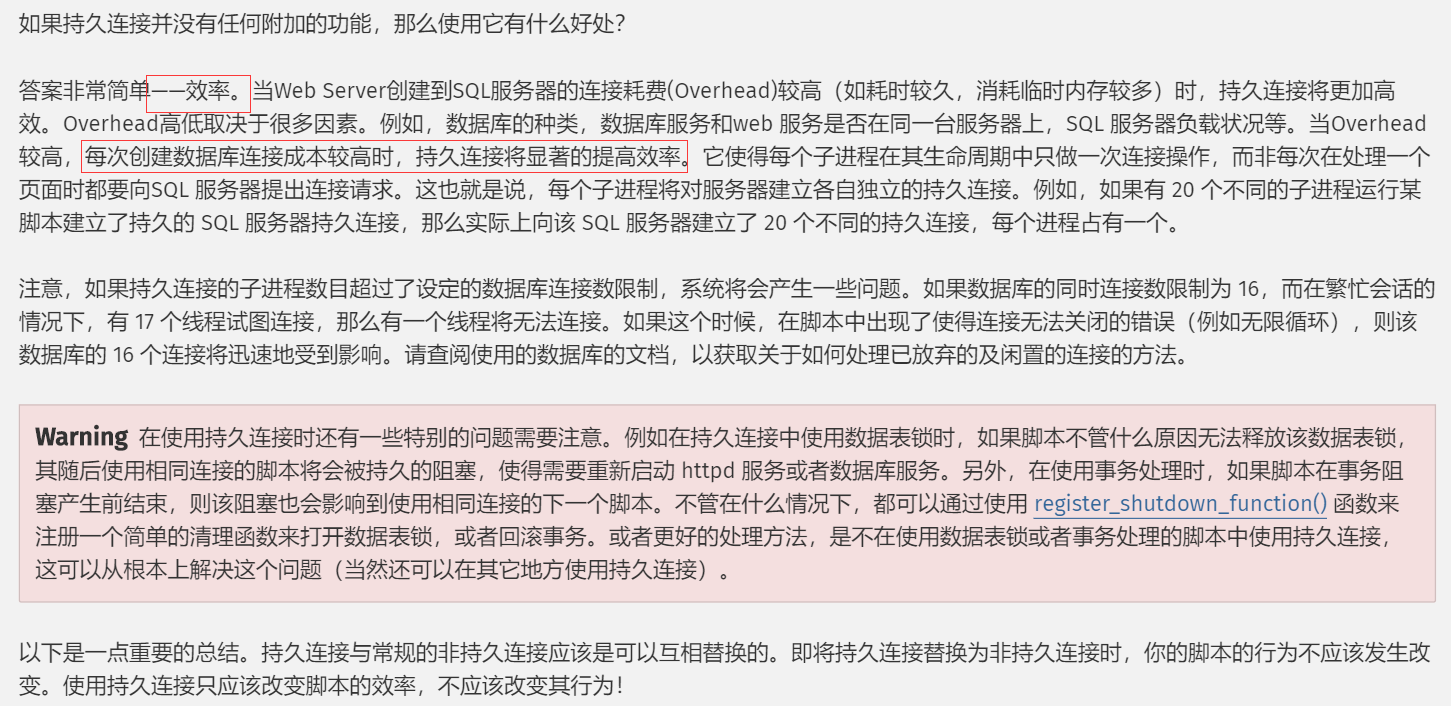 如果持久连接并没有任何附加的功能，那么使用它有什么好处？
答案非常简单——效率。当Web Server创建到SQL服务器的连接耗费(Overhead)较高（如耗时较久，消耗临时内存较多）时，持久连接将更加高
效。Overhead高低取决于很多因素。例如，数据库的种类，数据库服务和web 服务是否在同一台服务器上，SQL 服务器负载状况等。当Overhead
较高，每次创建数据库连接成本较高时，持久连接将显著的提高效率。它使得每个子进程在其生命周期中只做一次连接操作，而非每次在处理一个
页面时都要向SQL 服务器提出连接请求。这也就是说，每个子进程将对服务器建立各自独立的持久连接。例如，如果有 20 个不同的子进程运行某
脚本建立了持久的 SQL 服务器持久连接，那么实际上向该 SQL 服务器建立了 20 个不同的持久连接，每个进程占有一个。
注意，如果持久连接的子进程数目超过了设定的数据库连接数限制，系统将会产生一些问题。如果数据库的同时连接数限制为 16，而在繁忙会话的
情况下，有 17 个线程试图连接，那么有一个线程将无法连接。如果这个时候，在脚本中出现了使得连接无法关闭的错误（例如无限循环），则该
数据库的 16 个连接将迅速地受到影响。请查阅使用的数据库的文档，以获取关于如何处理已放弃的及闲置的连接的方法。
Warning 在使用持久连接时还有一些特别的问题需要注意。例如在持久连接中使用数据表锁时，如果脚本不管什么原因无法释放该数据表锁，
其随后使用相同连接的脚本将会被持久的阻塞，使得需要重新启动 httpd 服务或者数据库服务。另外，在使用事务处理时，如果脚本在事务阻
塞产生前结束，则该阻塞也会影响到使用相同连接的下一个脚本。不管在什么情况下，都可以通过使用 register_shutdown_function() 函数来
注册一个简单的清理函数来打开数据表锁，或者回滚事务。或者更好的处理方法，是不在使用数据表锁或者事务处理的脚本中使用持久连接，
这可以从根本上解决这个问题（当然还可以在其它地方使用持久连接）。
以下是一点重要的总结。持久连接与常规的非持久连接应该是可以互相替换的。即将持久连接替换为非持久连接时，你的脚本的行为不应该发生改
变。使用持久连接只应该改变脚本的效率，不应该改变其行为！